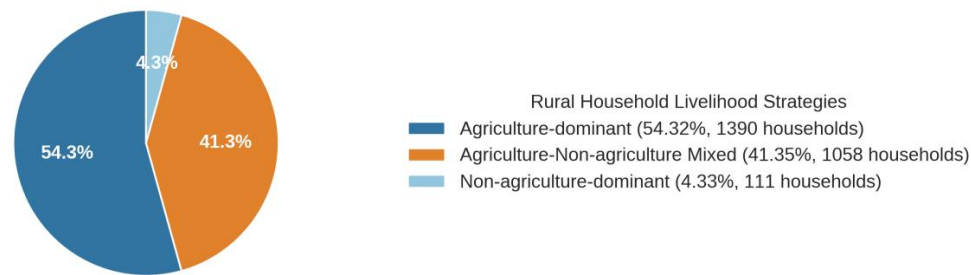 4.3%
54.3%
41.3%
Rural Household Livelihood Strategies
Agriculture-dominant (54.32%, 1390 households)
Agriculture-Non-agriculture Mixed (41.35%, 1058 households)
Non-agriculture-dominant (4.33%, 111 households)